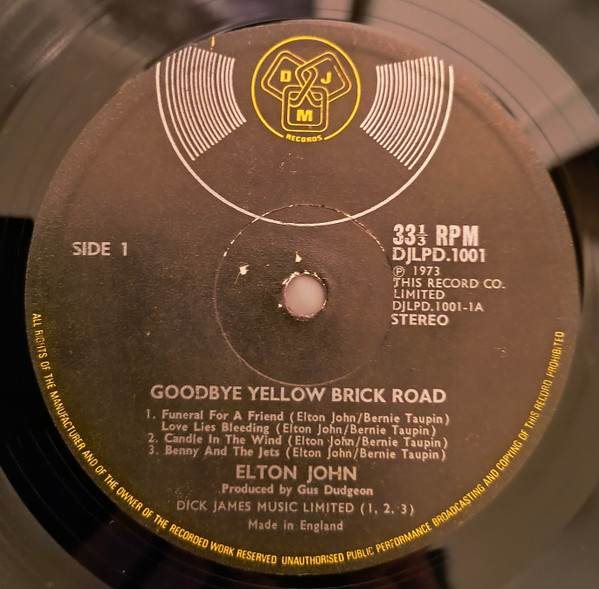 D J
M
RECORDS
SIDE 1
33⅓ RPM
DJLPD.1001
Ⓟ 1973
THIS RECORD CO.
LIMITED
DJLPD.1001-1A
STEREO
GOODBYE YELLOW BRICK ROAD
1. Funeral For A Friend (Elton John/Bernie Taupin)
Love Lies Bleeding (Elton John/Bernie Taupin)
2. Candle In The Wind (Elton John/Bernie Taupin)
3. Benny And The Jets (Elton John/Bernie Taupin)
ELTON JOHN
Produced by Gus Dudgeon
DICK JAMES MUSIC LIMITED (1, 2, 3)
Made in England
ALL RIGHTS OF THE MANUFACTURER AND OF THE OWNER OF THE RECORDED WORK RESERVED UNAUTHORISED PUBLIC PERFORMANCE BROADCASTING AND COPYING OF THIS RECORD PROHIBITED